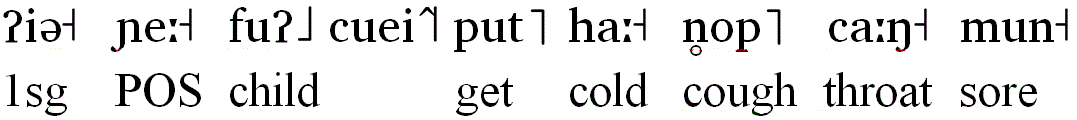 ʔiə˧ ɲeː˧ fuʔ˩ cuei˄˥ put˥ haː˧ n̥op˥ caːŋ˧ mun˧
1sg POS child get cold cough throat sore